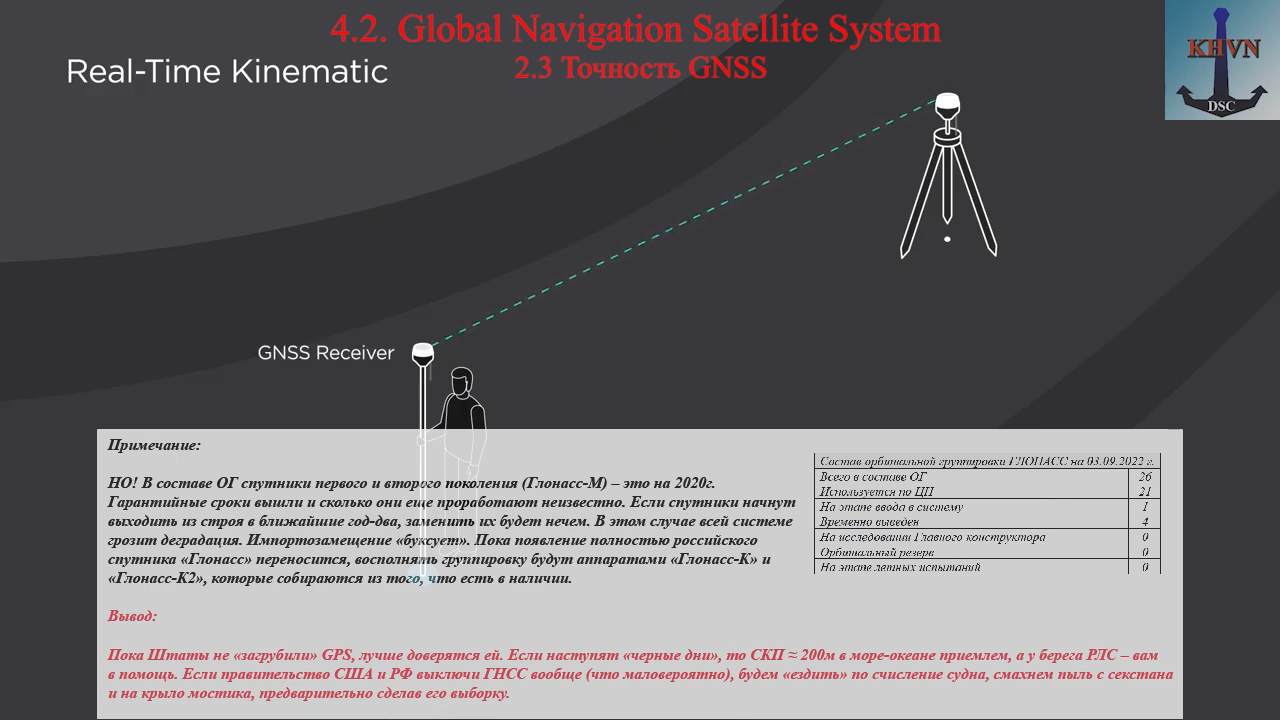 4.2. Global Navigation Satellite System
2.3 Точность GNSS
Real-Time Kinematic
KHVN
DSC
GNSS Receiver
Примечание:
НО! В составе ОГ спутники первого и второго поколения (Глонасс-М) – это на 2020г.
Гарантийные сроки вышли и сколько они еще проработают неизвестно. Если спутники начнут
выходить из строя в ближайшие год-два, заменить их будет нечем. В этом случае всей системе
грозит деградация. Импортозамещение «буксует». Пока появление полностью российского
спутника «Глонасс» переносится, восполнять группировку будут аппаратами «Глонасс-К» и
«Глонасс-К2», которые собираются из того, что есть в наличии.
Состав орбитальной группировки ГЛОНАСС на 03.09.2022 г.
Всего в составе ОГ 26
Используется по ЦП 21
На этапе ввода в систему 1
Временно выведен 4
На исследовании Главного конструктора 0
Орбитальный резерв 0
На этапе летных испытаний 0
Вывод:
Пока Штаты не «загрубили» GPS, лучше доверятся ей. Если наступят «черные дни», то СКП ≈ 200м в море-океане приемлем, а у берега РЛС – вам
в помощь. Если правительство США и РФ выключи ГНСС вообще (что маловероятно), будем «ездить» по счисление судна, смахнем пыль с секстана
и на крыло мостика, предварительно сделав его выборку.